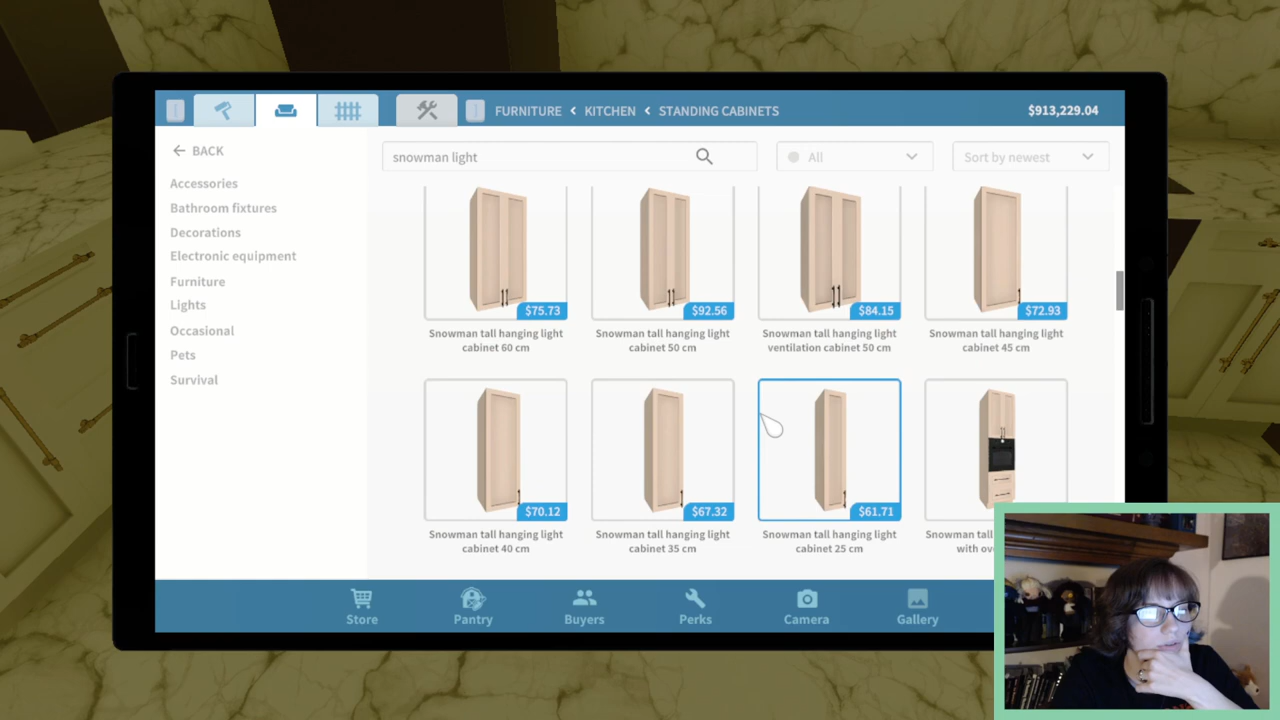 FURNITURE < KITCHEN < STANDING CABINETS
$913,229.04
BACK
snowman light
All
Sort by newest
Accessories
Bathroom fixtures
Decorations
Electronic equipment
Furniture
Lights
Occasional
Pets
Survival
$75.73
$92.56
$84.15
$72.93
Snowman tall hanging light
cabinet 60 cm
Snowman tall hanging light
cabinet 50 cm
Snowman tall hanging light
ventilation cabinet 50 cm
Snowman tall hanging light
cabinet 45 cm
$70.12
$67.32
$61.71
Snowman tall hanging light
cabinet 40 cm
Snowman tall hanging light
cabinet 35 cm
Snowman tall hanging light
cabinet 25 cm
Snowman
with
Store
Pantry
Buyers
Perks
Camera
Gallery